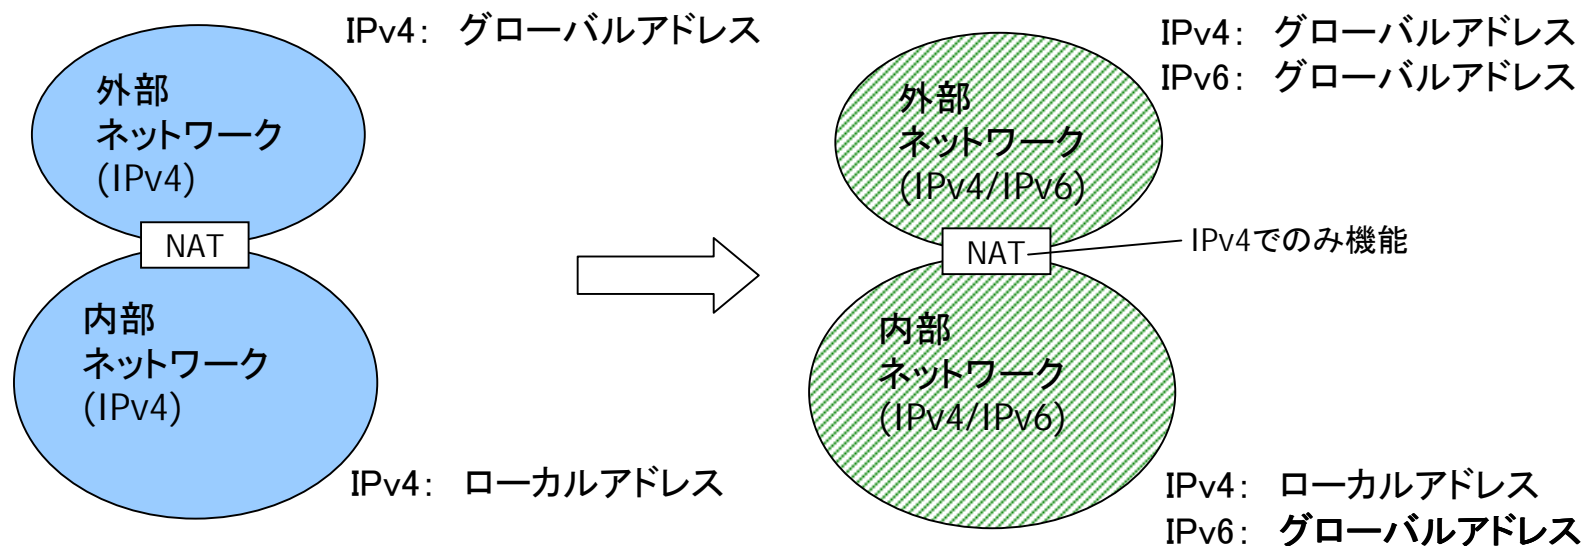 IPv4： グローバルアドレス
外部
ネットワーク
(IPv4)
NAT
内部
ネットワーク
(IPv4)
IPv4： ローカルアドレス
IPv4： グローバルアドレス
IPv6： グローバルアドレス
外部
ネットワーク
(IPv4/IPv6)
NAT
IPv4でのみ機能
内部
ネットワーク
(IPv4/IPv6)
IPv4： ローカルアドレス
IPv6： グローバルアドレス